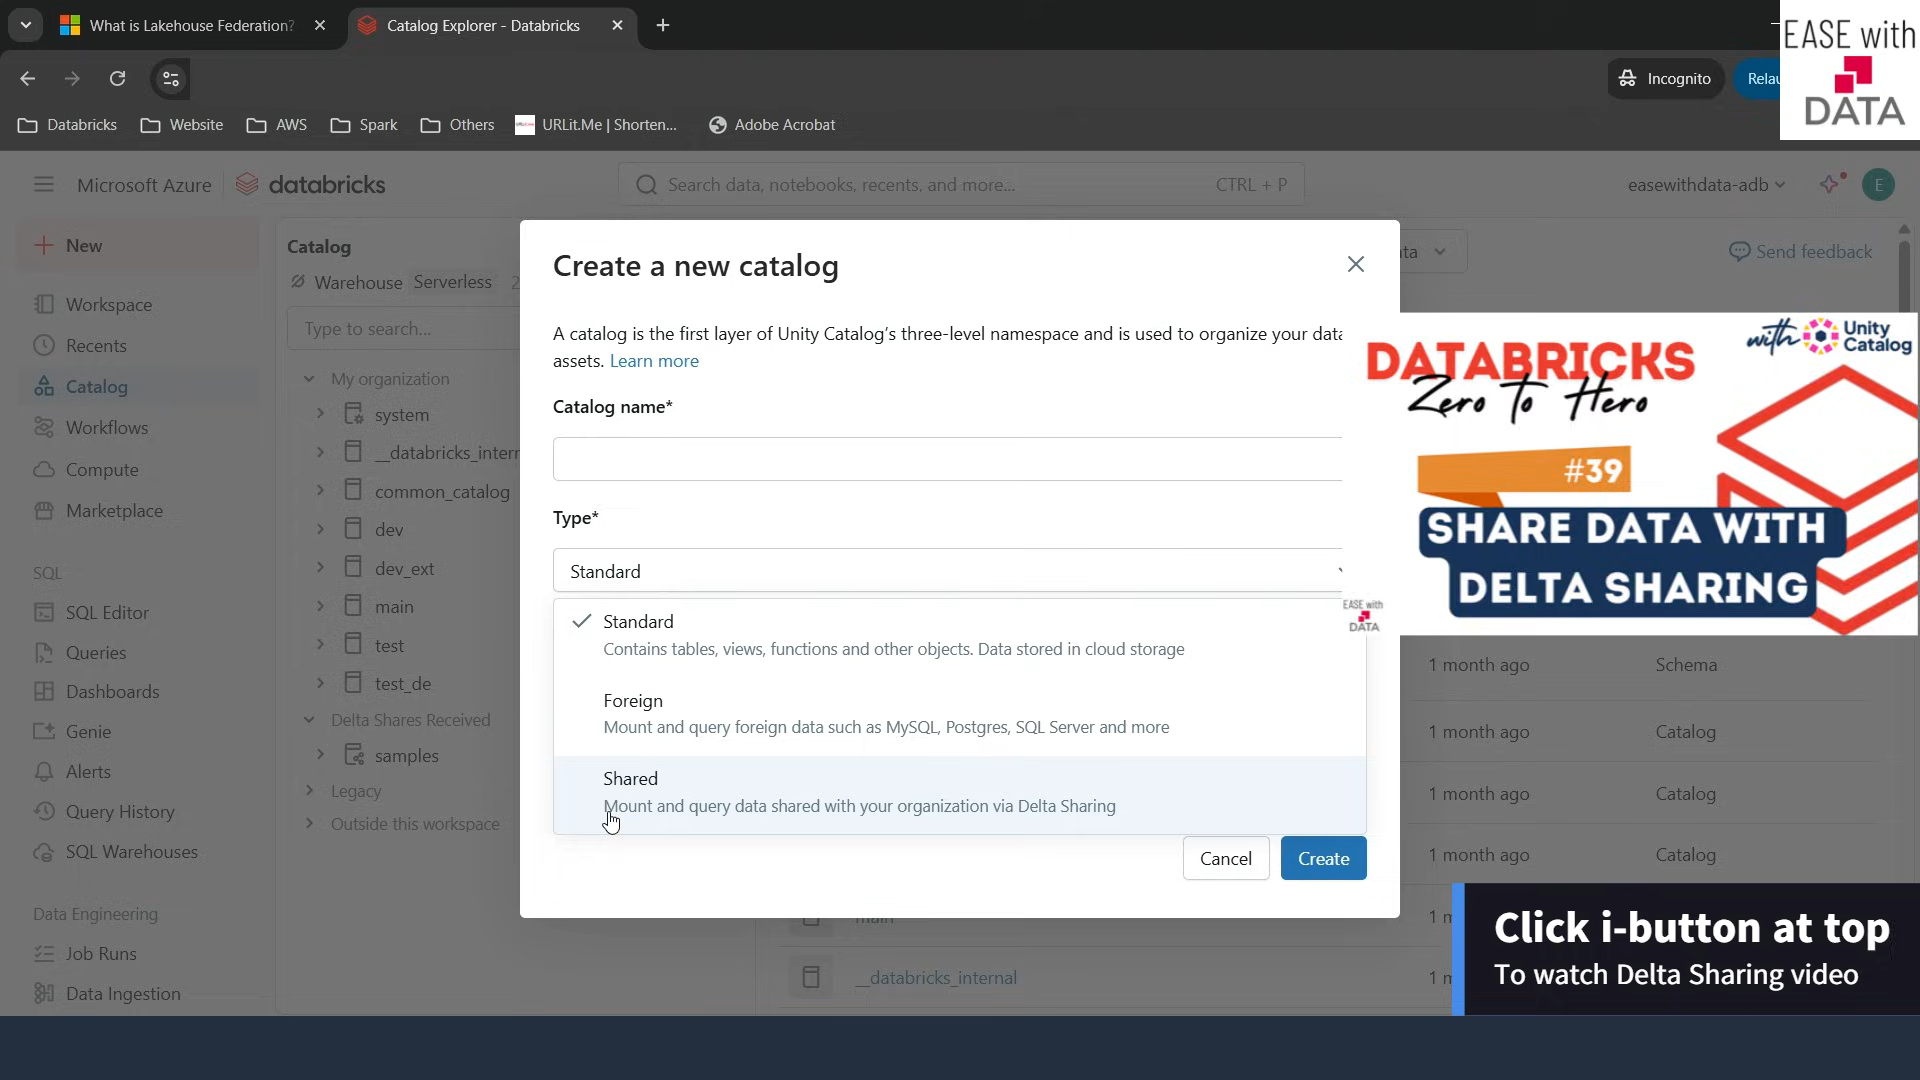 What is Lakehouse Federation?
Catalog Explorer - Databricks
Incognito
Relau
EASE with
DATA
Databricks
Website
AWS
Spark
Others
URLit.Me | Shorten...
Adobe Acrobat
Microsoft Azure
databricks
Search data, notebooks, recents, and more...
CTRL + P
easewithdata-adb
E
New
Workspace
Recents
Catalog
Workflows
Compute
Marketplace
SQL
SQL Editor
Queries
Dashboards
Genie
Alerts
Query History
SQL Warehouses
Data Engineering
Job Runs
Data Ingestion
Catalog
Warehouse
Serverless
2
Type to search...
My organization
system
__databricks_intern
common_catalog
dev
dev_ext
main
test
test_de
Delta Shares Received
samples
Legacy
Outside this workspace
Create a new catalog
A catalog is the first layer of Unity Catalog's three-level namespace and is used to organize your data
assets. Learn more
Catalog name*
Type*
Standard
Standard
Contains tables, views, functions and other objects. Data stored in cloud storage
Foreign
Mount and query foreign data such as MySQL, Postgres, SQL Server and more
Shared
Mount and query data shared with your organization via Delta Sharing
Cancel
Create
ata
Send feedback
with Unity
Catalog
DATABRICKS
Zero To Hero
#39
SHARE DATA WITH
DELTA SHARING
EASE with
DATA
1 month ago
Schema
1 month ago
Catalog
1 month ago
Catalog
1 month ago
Catalog
main
1 m
__databricks_internal
1 m
Click i-button at top
To watch Delta Sharing video